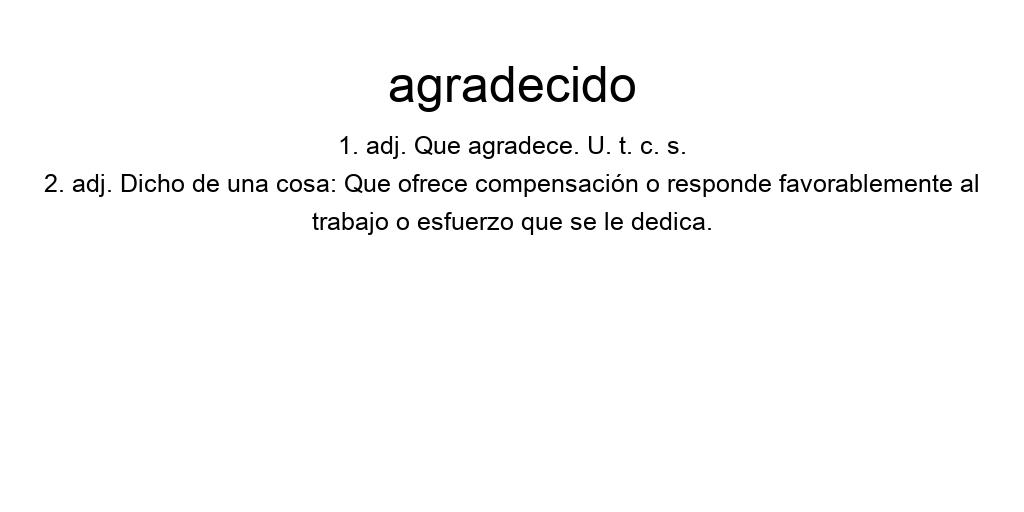 agradecido
1. adj. Que agradece. U. t. c. s.
2. adj. Dicho de una cosa: Que ofrece compensación o responde favorablemente al
trabajo o esfuerzo que se le dedica.